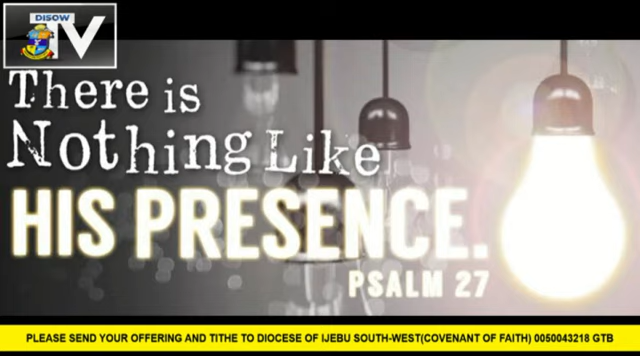 DISOW
TV
There is
Nothing Like
HIS PRESENCE.
PSALM 27
PLEASE SEND YOUR OFFERING AND TITHE TO DIOCESE OF IJEBU SOUTH-WEST(COVENANT OF FAITH) 0050043218 GTB